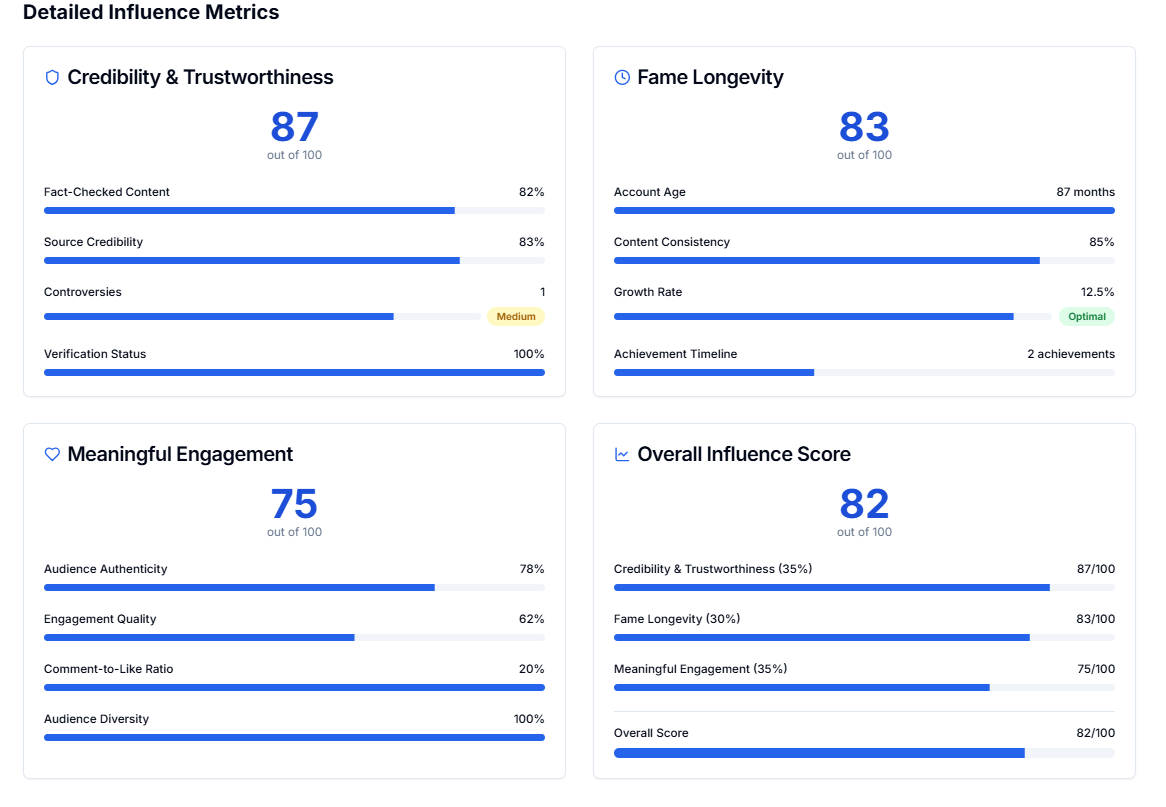 Detailed Influence Metrics
Credibility & Trustworthiness
87
out of 100
Fact-Checked Content 82%
Source Credibility 83%
Controversies 1
Medium
Verification Status 100%
Fame Longevity
83
out of 100
Account Age 87 months
Content Consistency 85%
Growth Rate 12.5%
Optimal
Achievement Timeline 2 achievements
Meaningful Engagement
75
out of 100
Audience Authenticity 78%
Engagement Quality 62%
Comment-to-Like Ratio 20%
Audience Diversity 100%
Overall Influence Score
82
out of 100
Credibility & Trustworthiness (35%) 87/100
Fame Longevity (30%) 83/100
Meaningful Engagement (35%) 75/100
Overall Score 82/100